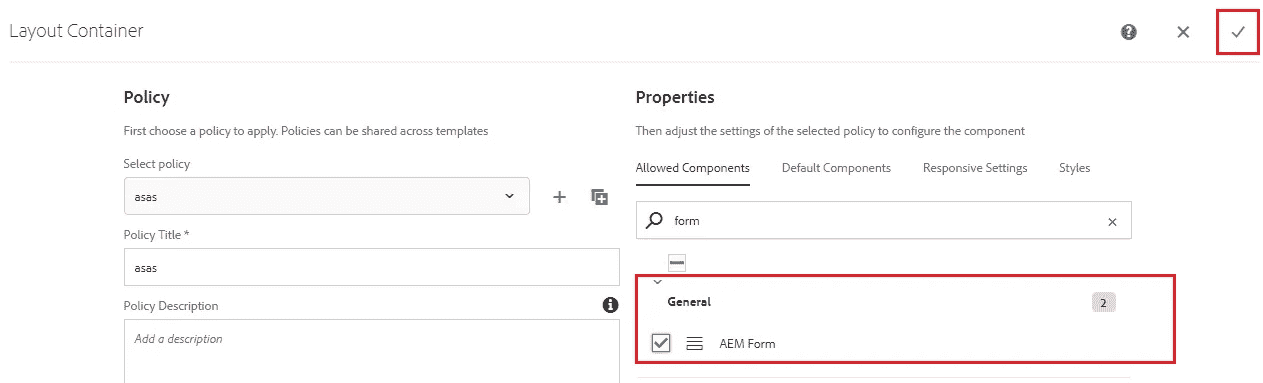 Layout Container
Policy
First choose a policy to apply. Policies can be shared across templates
Select policy
asas
Policy Title *
asas
Policy Description
Add a description
Properties
Then adjust the settings of the selected policy to configure the component
Allowed Components Default Components Responsive Settings Styles
form
General 2
AEM Form